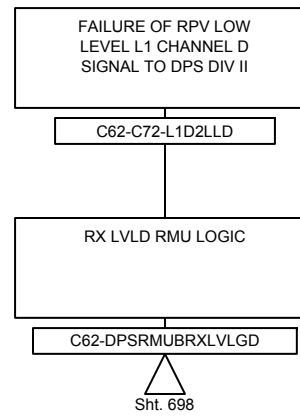 FAILURE OF RPV LOW
LEVEL L1 CHANNEL D
SIGNAL TO DPS DIV II
C62-C72-L1D2LLD
RX LVLD RMU LOGIC
C62-DPSRMUBRXLVLGD
Sht. 698